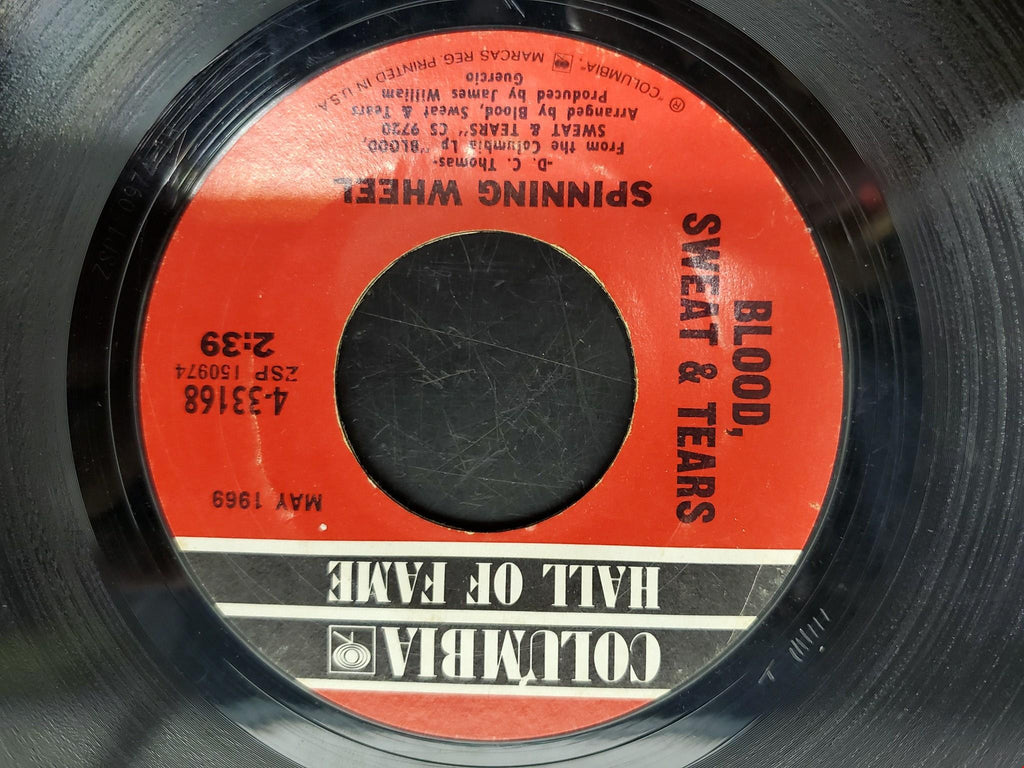 COLUMBIA
HALL OF FAME
MAY 1969
4-33168
ZSP 150974
2:39
BLOOD,
SWEAT & TEARS
SPINNING WHEEL
-D. C. Thomas-
From the Columbia Lp "BLOOD,
SWEAT & TEARS" CS 9720
Arranged by Blood, Sweat & Tears
Produced by James William
Guercio
® "COLUMBIA", MARCAS REG. PRINTED IN U.S.A.